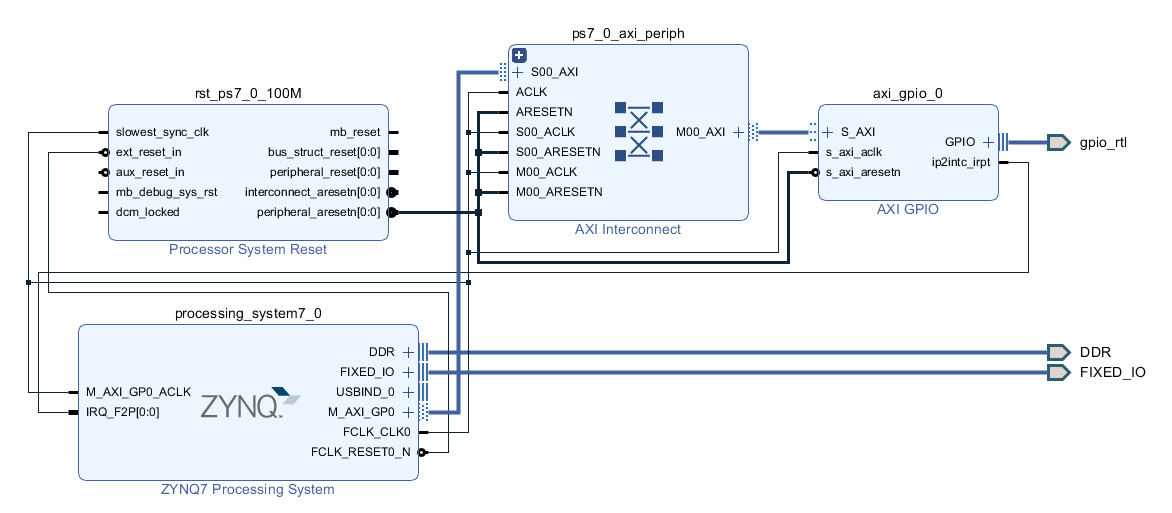 rst_ps7_0_100M
slowest_sync_clk
ext_reset_in
aux_reset_in
mb_debug_sys_rst
dcm_locked
mb_reset
bus_struct_reset[0:0]
peripheral_reset[0:0]
interconnect_aresetn[0:0]
peripheral_aresetn[0:0]
Processor System Reset
ps7_0_axi_periph
S00_AXI
ACLK
ARESETN
S00_ACLK
S00_ARESETN
M00_ACLK
M00_ARESETN
M00_AXI
AXI Interconnect
axi_gpio_0
S_AXI
s_axi_aclk
s_axi_aresetn
GPIO
ip2intc_irpt
AXI GPIO
gpio_rtl
processing_system7_0
M_AXI_GP0_ACLK
IRQ_F2P[0:0]
ZYNQ
DDR
FIXED_IO
USBIND_0
M_AXI_GP0
FCLK_CLK0
FCLK_RESET0_N
ZYNQ7 Processing System
DDR
FIXED_IO